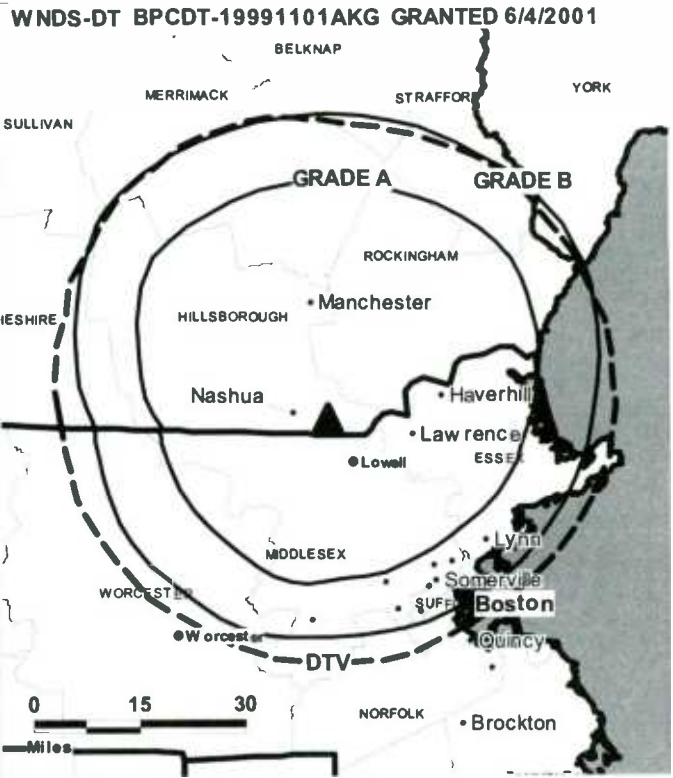 WNDS-DT BPCDT-19991101AKG GRANTED 6/4/2001
BELKNAP
MERRIMACK
STRAFFORD
YORK
SULLIVAN
GRADE A
GRADE B
ROCKINGHAM
Manchester
HESHIRE
HILLSBOROUGH
Nashua
Haverhill
Lawrence
Lowell
ESSEX
Lynn
MIDDLESEX
Somerville
WORCESTER
SUFF
Boston
Worcester
Quincy
DTV
0 15 30
NORFOLK
Brockton
Miles